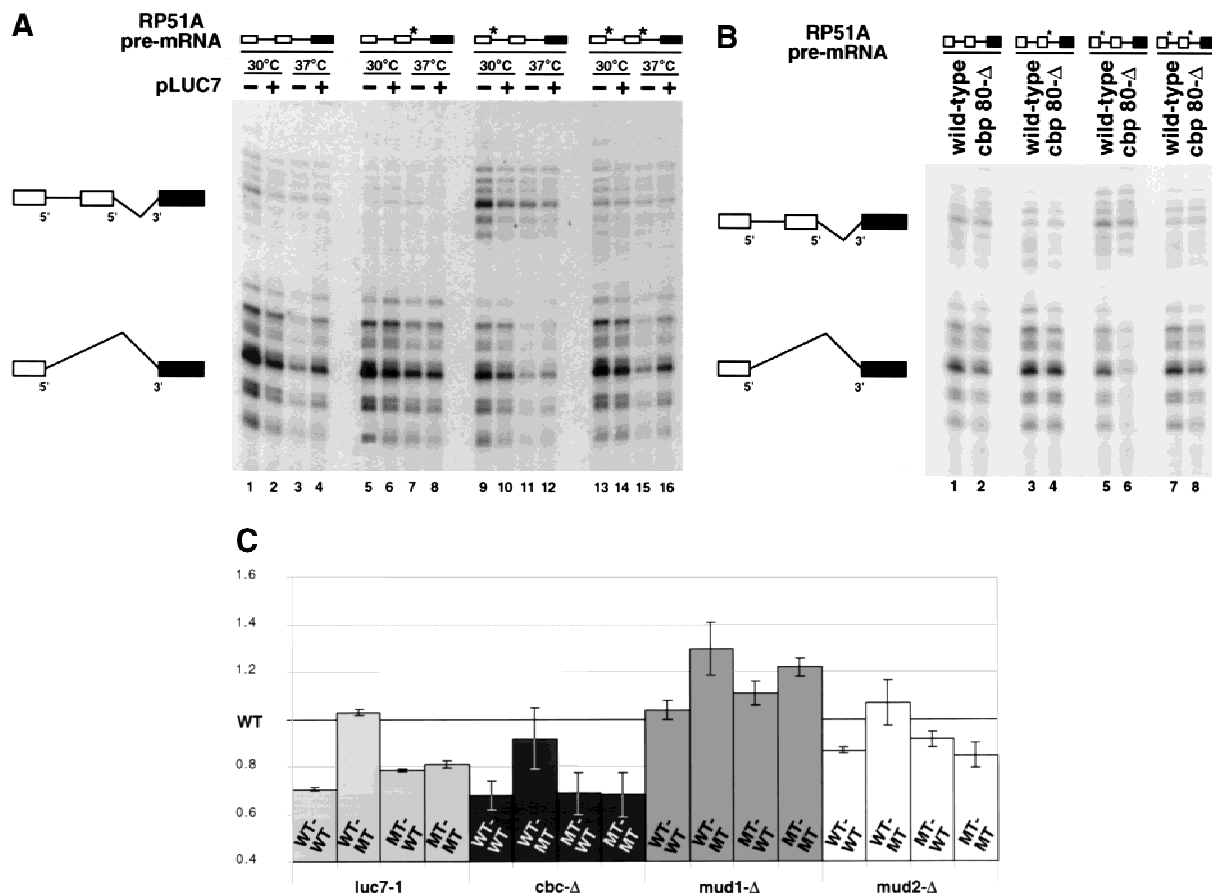 A
RP51A
pre-mRNA
* * * *
30°C 37°C 30°C 37°C 30°C 37°C 30°C 37°C
pLUC7 − + − + − + − + − + − + − + − +
5' 5' 3'
5' 3'
1 2 3 4 5 6 7 8 9 10 11 12 13 14 15 16
B
RP51A
pre-mRNA
* * * *
wild-type cbp 80-Δ wild-type cbp 80-Δ wild-type cbp 80-Δ wild-type cbp 80-Δ
5' 5' 3'
5' 3'
1 2 3 4 5 6 7 8
C
1.6
1.4
1.2
WT
0.8
0.6
0.4
WT-WT WT-MT MT-WT MT-MT WT-WT WT-MT MT-WT MT-MT WT-WT WT-MT MT-WT MT-MT WT-WT WT-MT MT-WT MT-MT
luc7-1 cbc-Δ mud1-Δ mud2-Δ